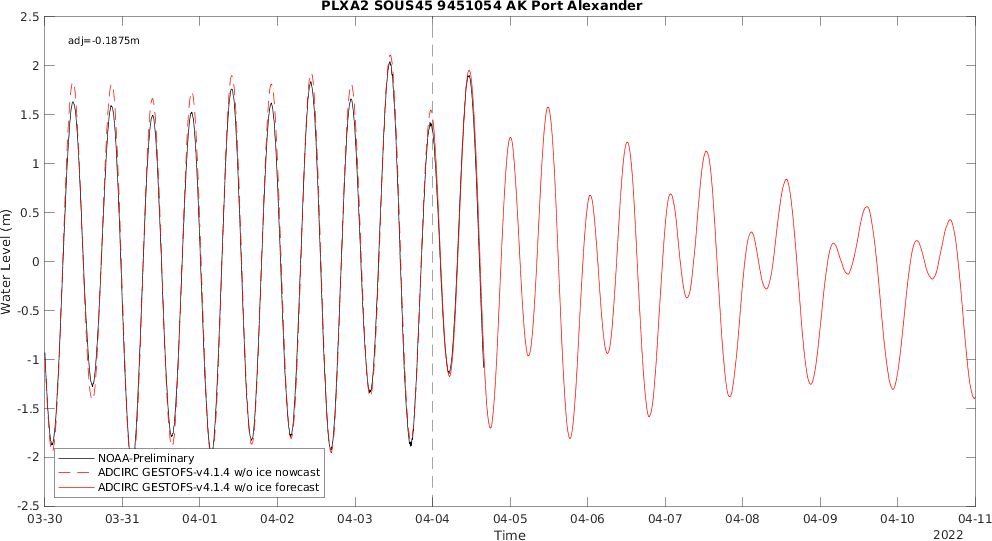 PLXA2 SOUS45 9451054 AK Port Alexander
adj=-0.1875m
2.5
2
1.5
1
0.5
0
-0.5
-1
-1.5
-2
-2.5
Water Level (m)
NOAA-Preliminary
ADCIRC GESTOFS-v4.1.4 w/o ice nowcast
ADCIRC GESTOFS-v4.1.4 w/o ice forecast
03-30 03-31 04-01 04-02 04-03 04-04 04-05 04-06 04-07 04-08 04-09 04-10 04-11
Time
2022